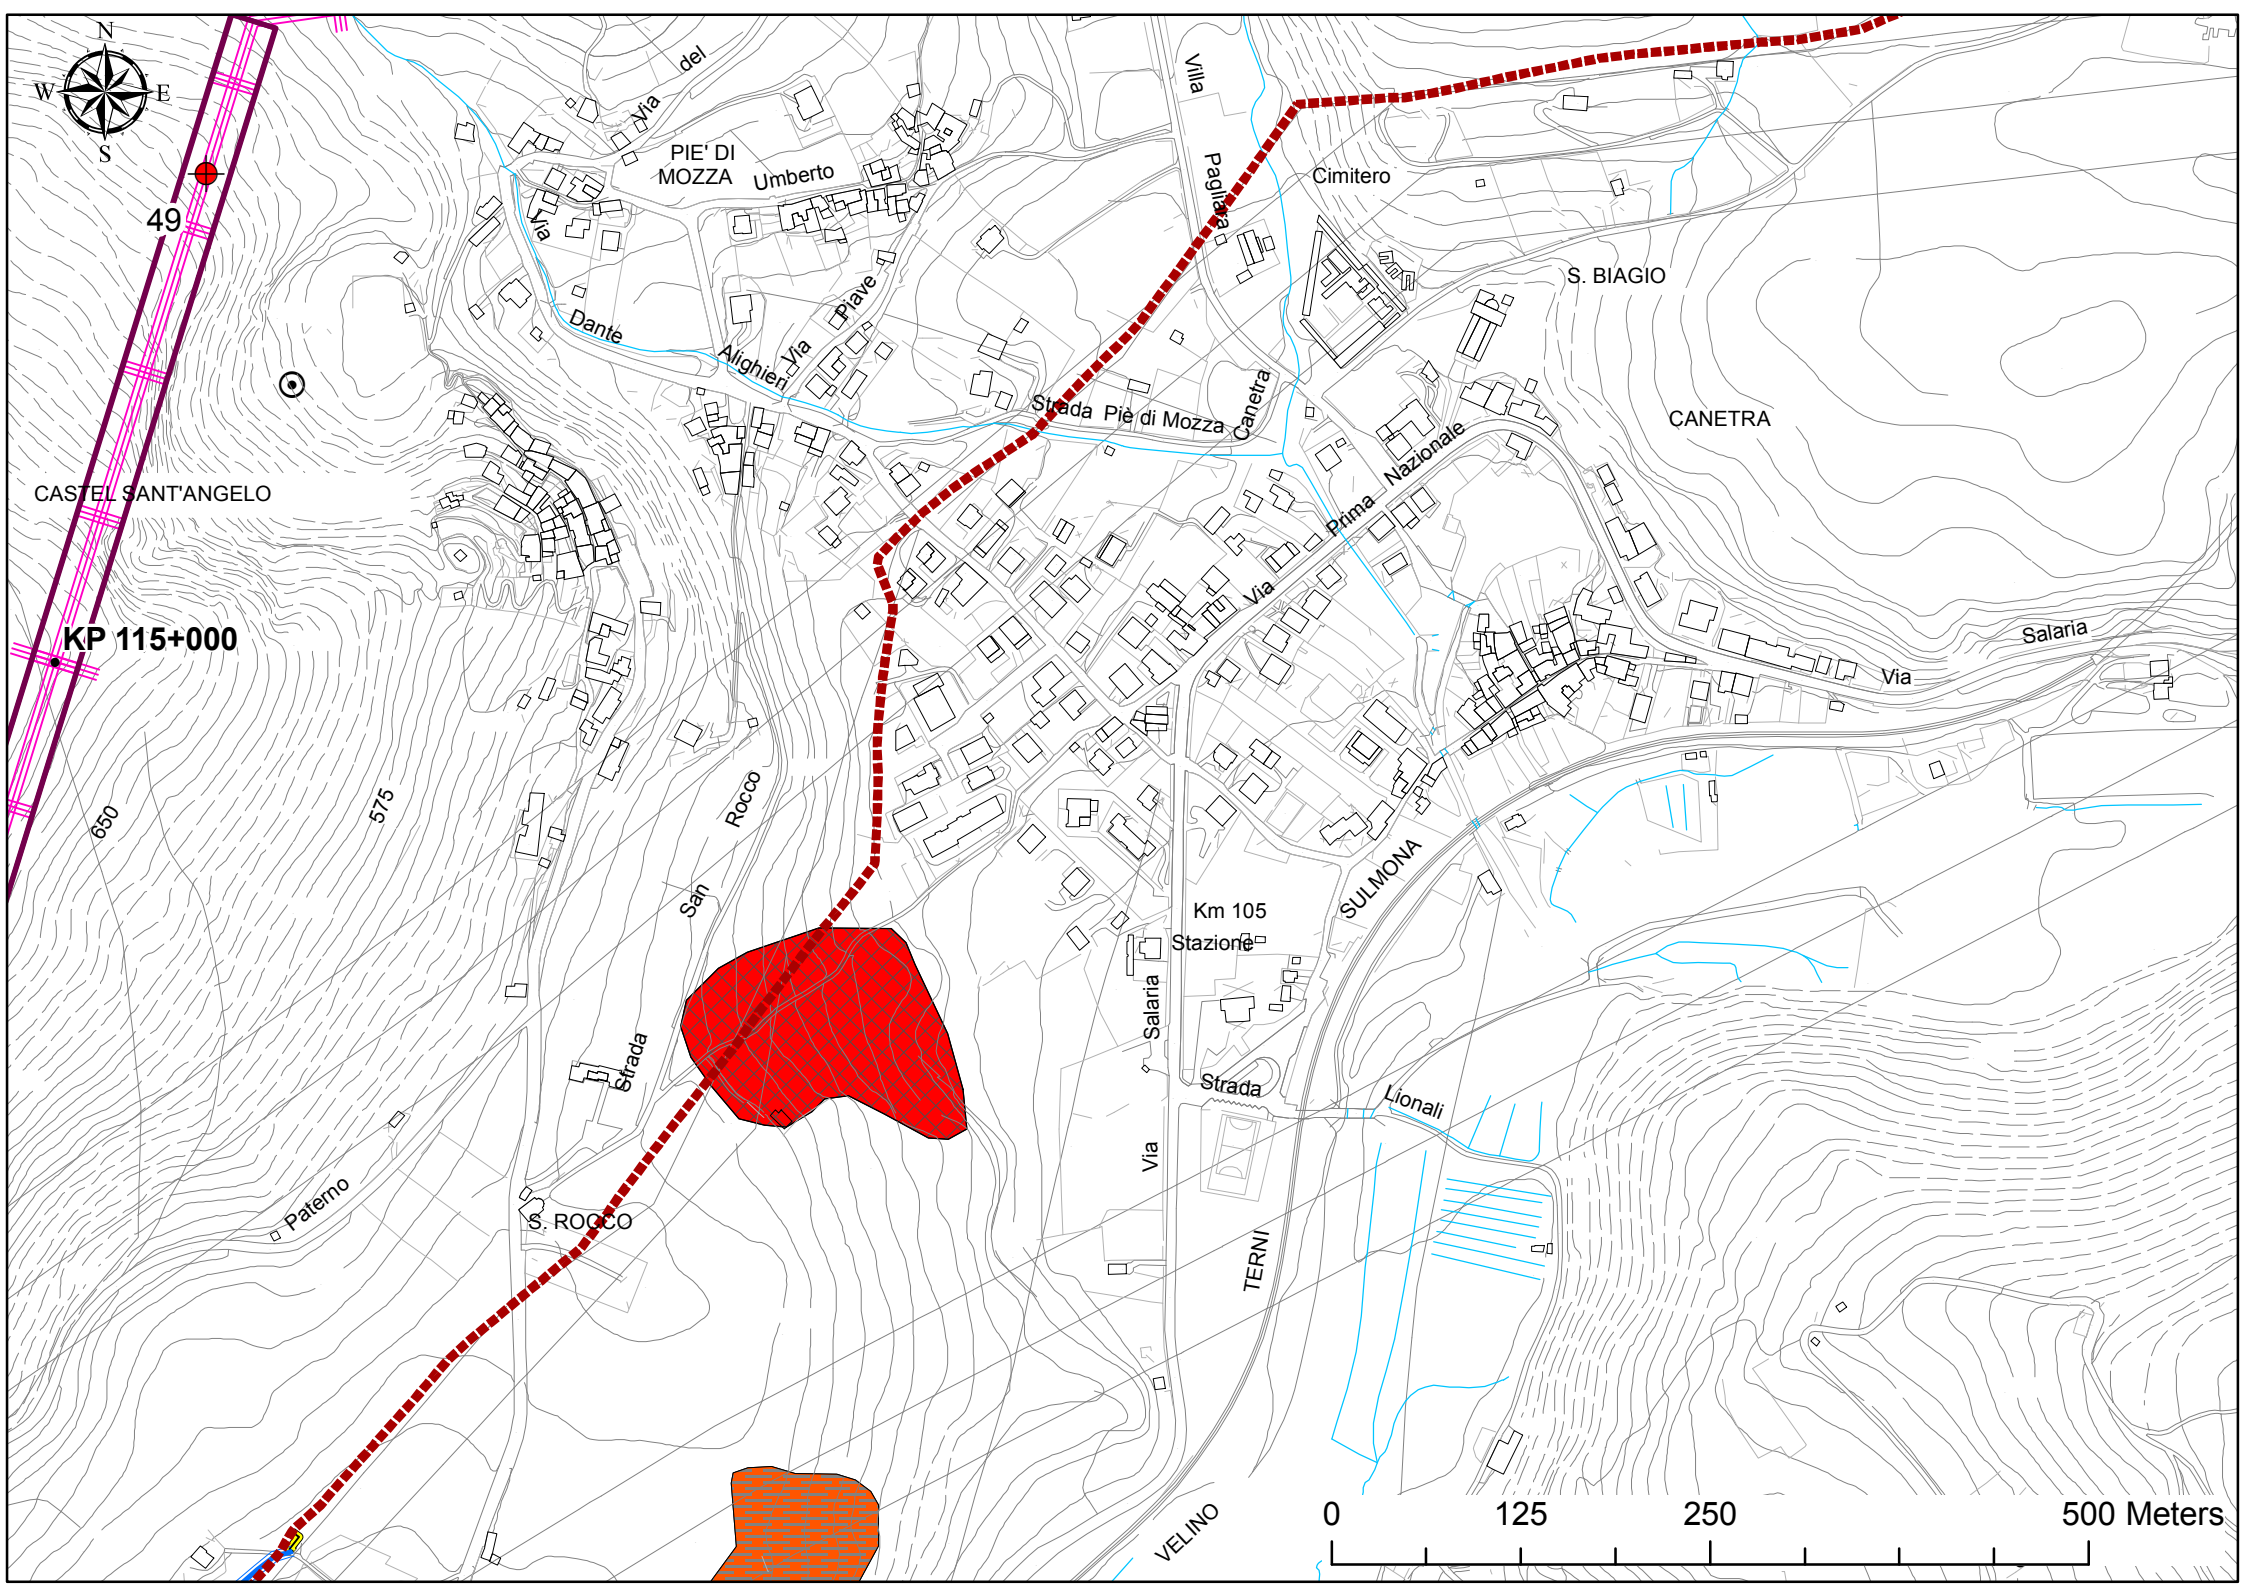 N
W E
S
del
Via
Villa
PIE' DI
MOZZA
Umberto
Cimitero
Pagliara
49
Via
S. BIAGIO
Piave
Dante
Via
Alighieri
Canetra
Strada Piè di Mozza
CANETRA
Nazionale
CASTEL SANT'ANGELO
Prima
Via
KP 115+000
Salaria
Via
650
575
Rocco
San
SULMONA
Km 105
Stazione
Salaria
Strada
Strada
Lionali
Via
Paterno
S. ROCCO
TERNI
VELINO
0 125 250 500 Meters